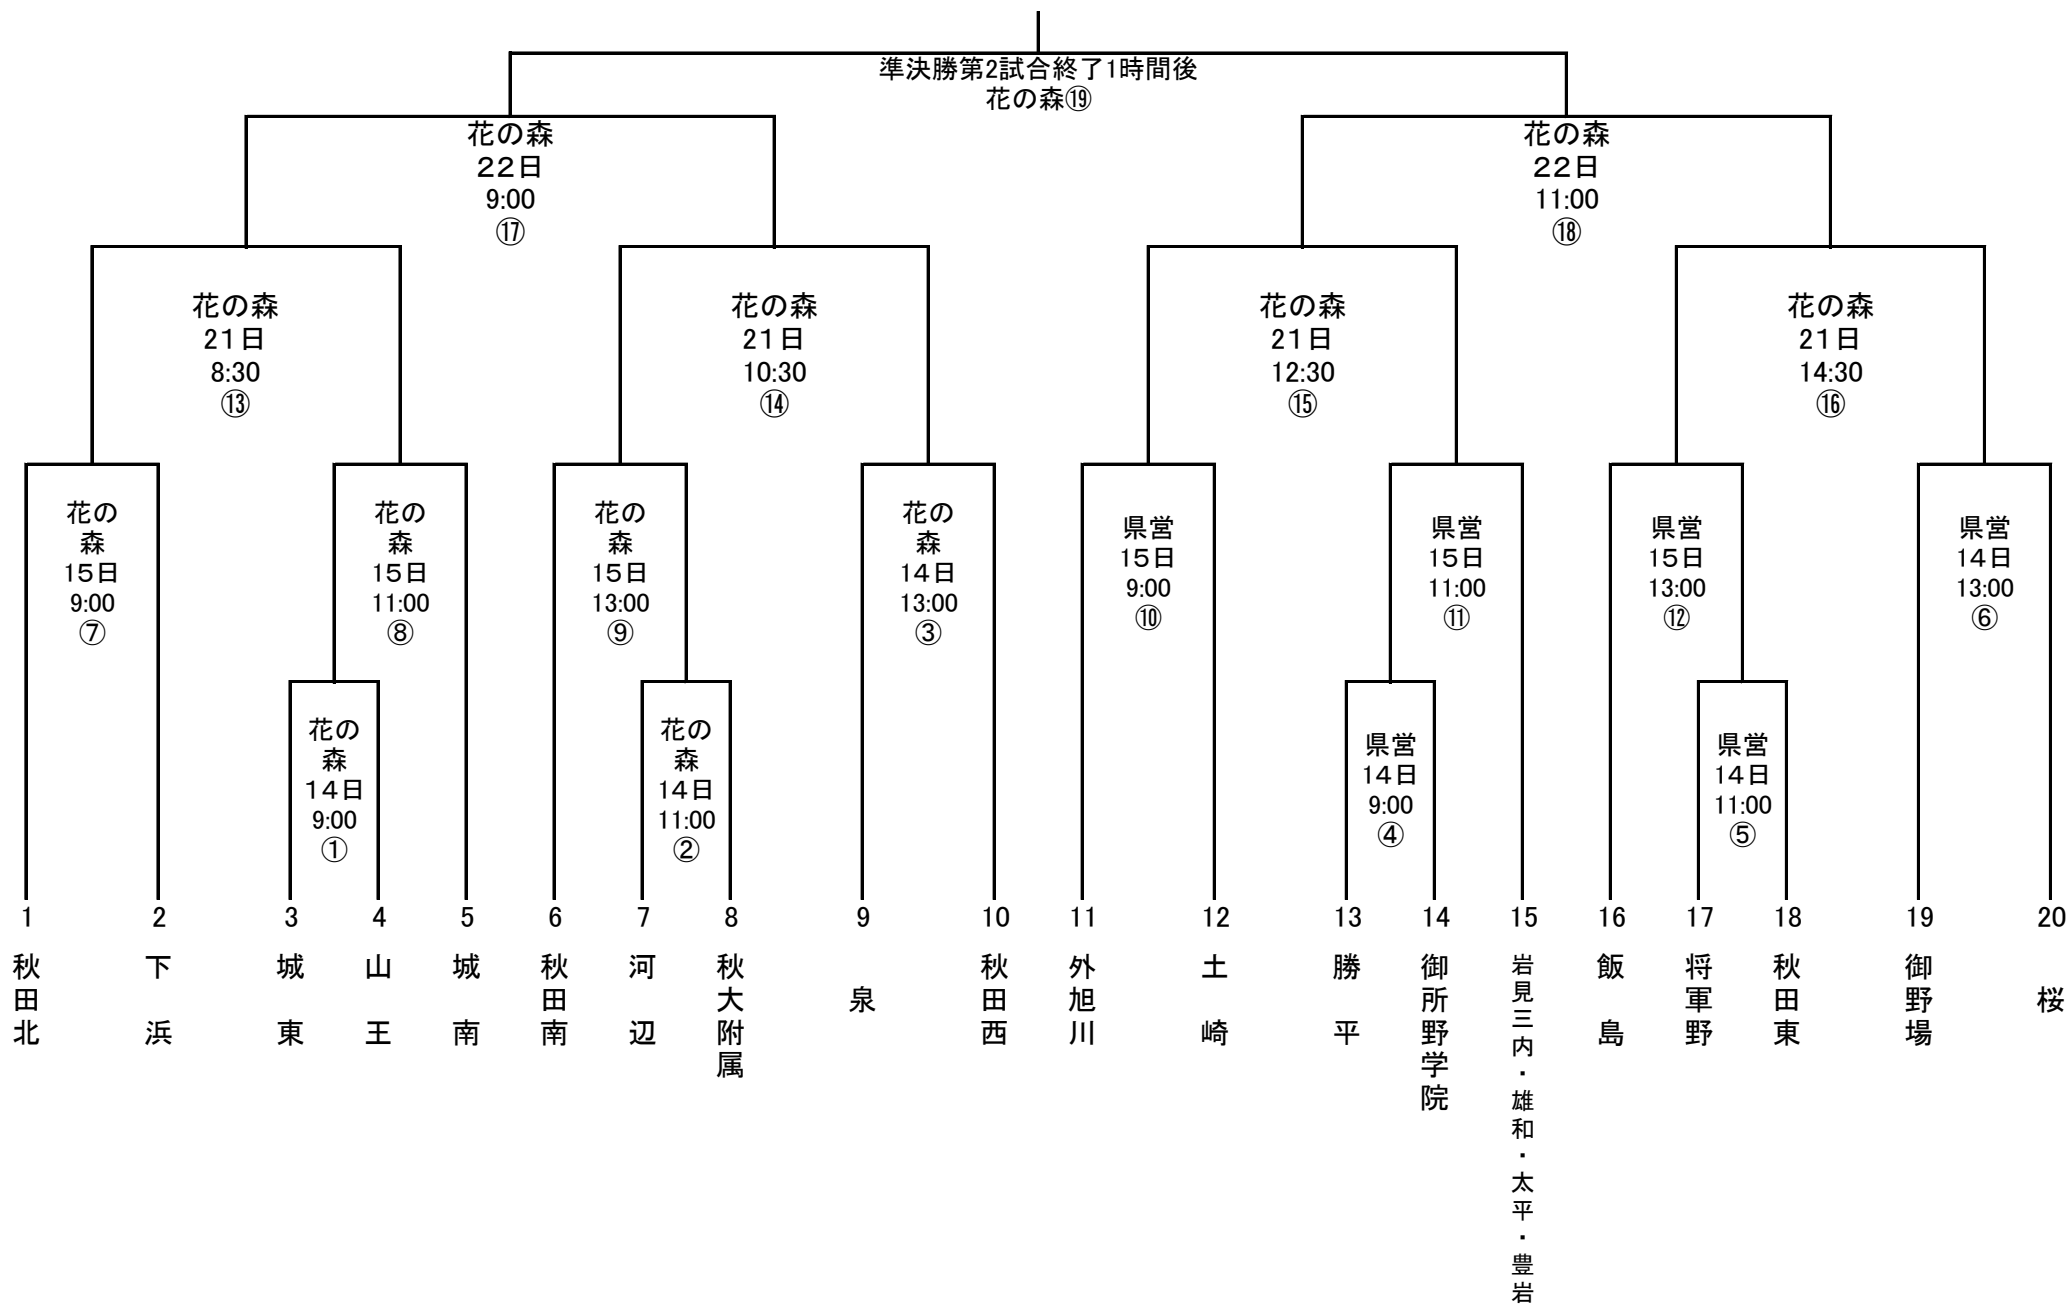 準決勝第2試合終了1時間後
花の森⑲
花の森
22日
9:00
⑰
花の森
22日
11:00
⑱
花の森
21日
8:30
⑬
花の森
21日
10:30
⑭
花の森
21日
12:30
⑮
花の森
21日
14:30
⑯
花の
森
15日
9:00
⑦
花の
森
15日
11:00
⑧
花の
森
15日
13:00
⑨
花の
森
14日
13:00
③
県営
15日
9:00
⑩
県営
15日
11:00
⑪
県営
15日
13:00
⑫
県営
14日
13:00
⑥
花の
森
14日
9:00
①
花の
森
14日
11:00
②
県営
14日
9:00
④
県営
14日
11:00
⑤
1
秋田北
2
下浜
3
城東
4
山王
5
城南
6
秋田南
7
河辺
8
秋大附属
9
泉
10
秋田西
11
外旭川
12
土崎
13
勝平
14
御所野学院
15
岩見三内・雄和・太平・豊岩
16
飯島
17
将軍野
18
秋田東
19
御野場
20
桜